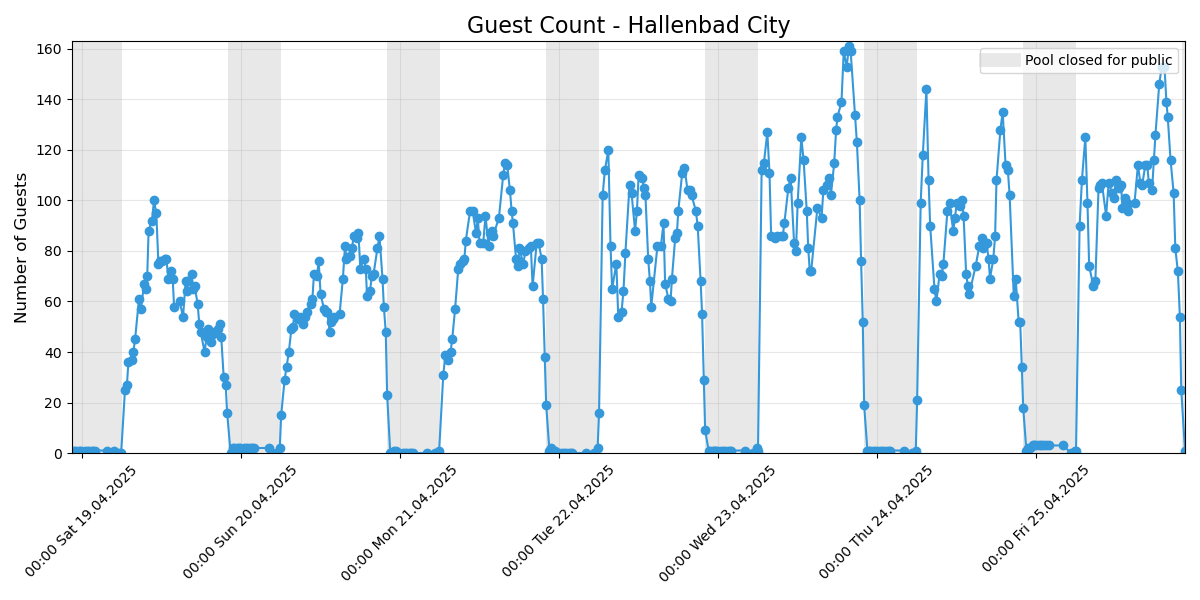 Guest Count - Hallenbad City
Pool closed for public
Number of Guests
160
140
120
100
80
60
40
20
0
00:00 Sat 19.04.2025
00:00 Sun 20.04.2025
00:00 Mon 21.04.2025
00:00 Tue 22.04.2025
00:00 Wed 23.04.2025
00:00 Thu 24.04.2025
00:00 Fri 25.04.2025